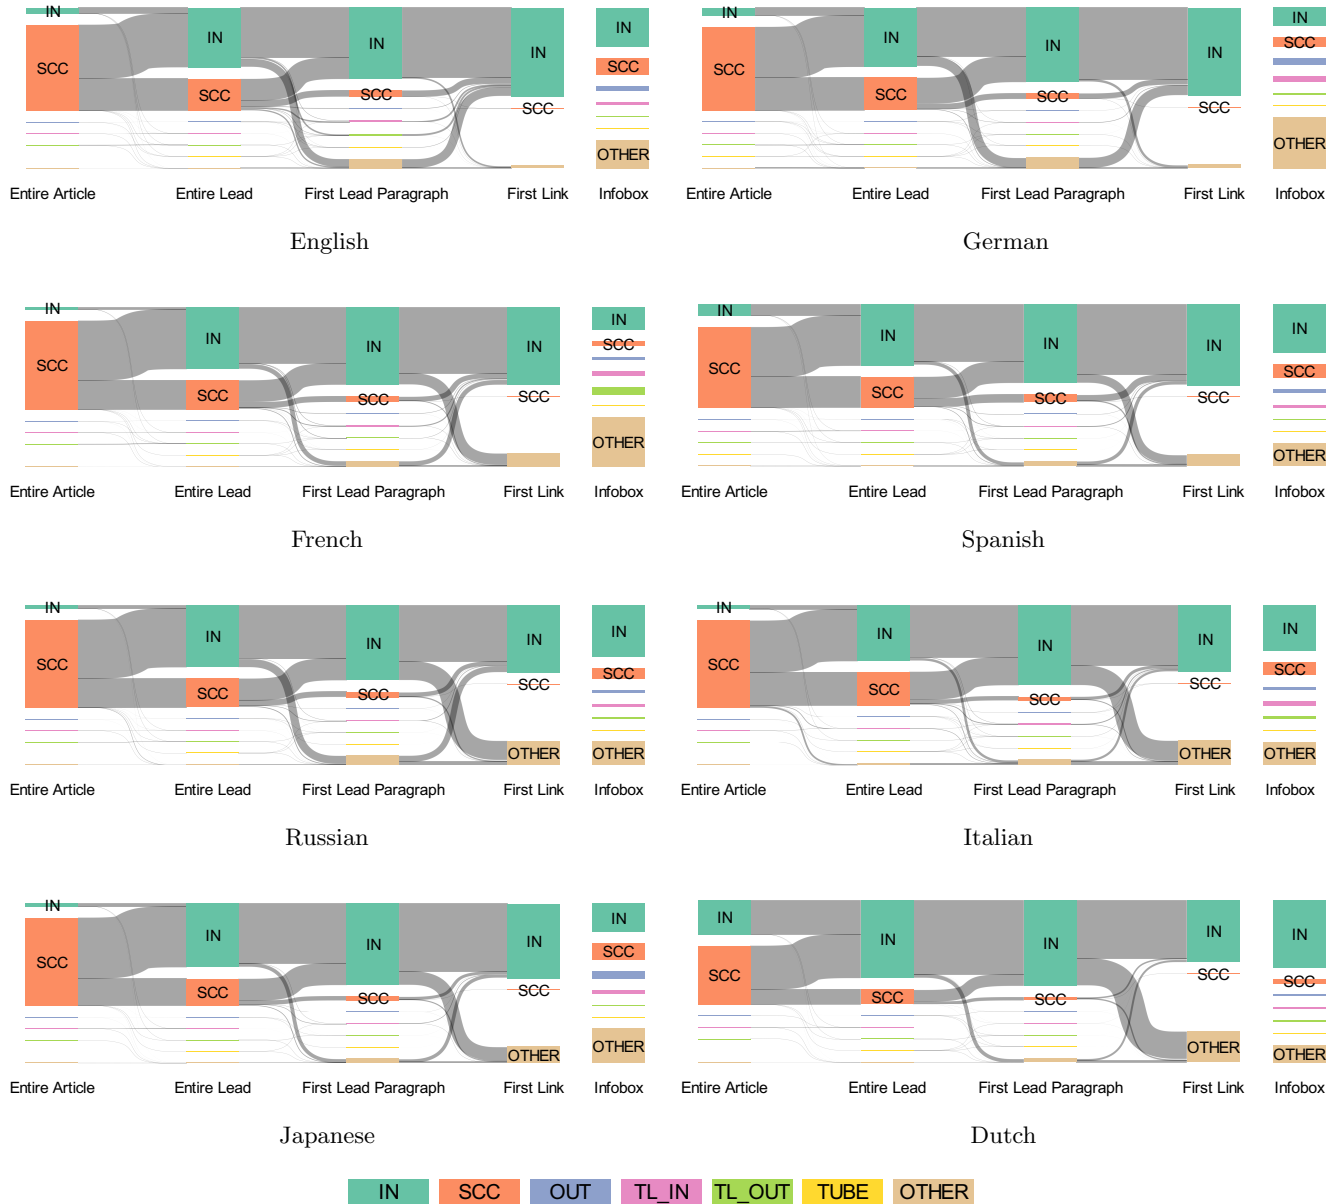 IN IN IN IN IN
SCC SCC SCC SCC SCC
OTHER
Entire Article Entire Lead First Lead Paragraph First Link Infobox
English
IN IN IN IN IN
SCC SCC SCC SCC SCC
OTHER
Entire Article Entire Lead First Lead Paragraph First Link Infobox
German
IN IN IN IN IN
SCC SCC SCC SCC SCC
OTHER
Entire Article Entire Lead First Lead Paragraph First Link Infobox
French
IN IN IN IN IN
SCC SCC SCC SCC SCC
OTHER
Entire Article Entire Lead First Lead Paragraph First Link Infobox
Spanish
IN IN IN IN IN
SCC SCC SCC SCC SCC
OTHER OTHER
Entire Article Entire Lead First Lead Paragraph First Link Infobox
Russian
IN IN IN IN IN
SCC SCC SCC SCC SCC
OTHER OTHER
Entire Article Entire Lead First Lead Paragraph First Link Infobox
Italian
IN IN IN IN IN
SCC SCC SCC SCC SCC
OTHER OTHER
Entire Article Entire Lead First Lead Paragraph First Link Infobox
Japanese
IN IN IN IN IN
SCC SCC SCC SCC SCC
OTHER OTHER
Entire Article Entire Lead First Lead Paragraph First Link Infobox
Dutch
IN SCC OUT TL_IN TL_OUT TUBE OTHER